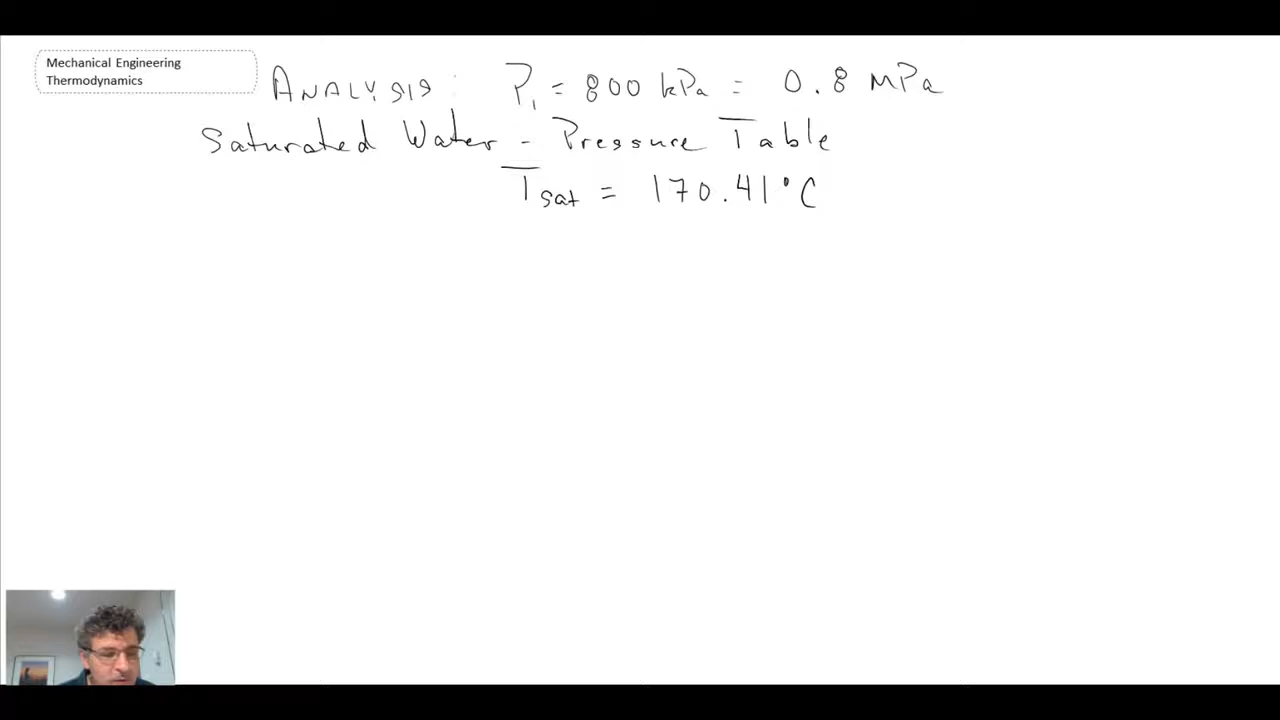 Mechanical Engineering
Thermodynamics
ANALYSIS: P₁ = 800 kPa = 0.8 MPa
Saturated Water - Pressure Table
Tsat = 170.41°C